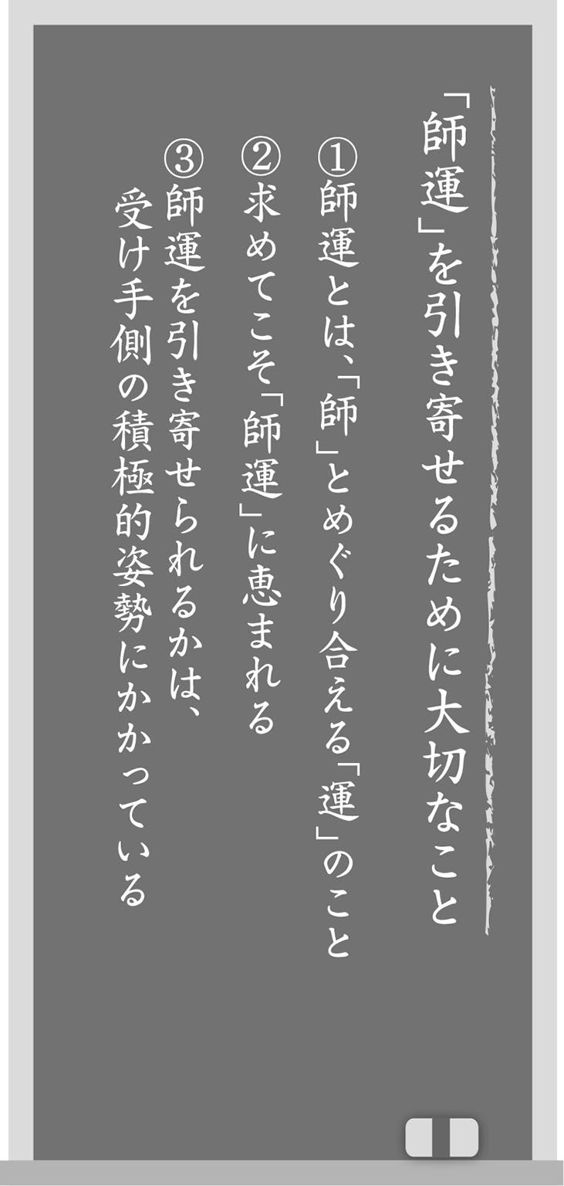 「師運」を引き寄せるために大切なこと
①師運とは、「師」とめぐり合える「運」のこと
②求めてこそ「師運」に恵まれる
③師運を引き寄せられるかは、
受け手側の積極的姿勢にかかっている